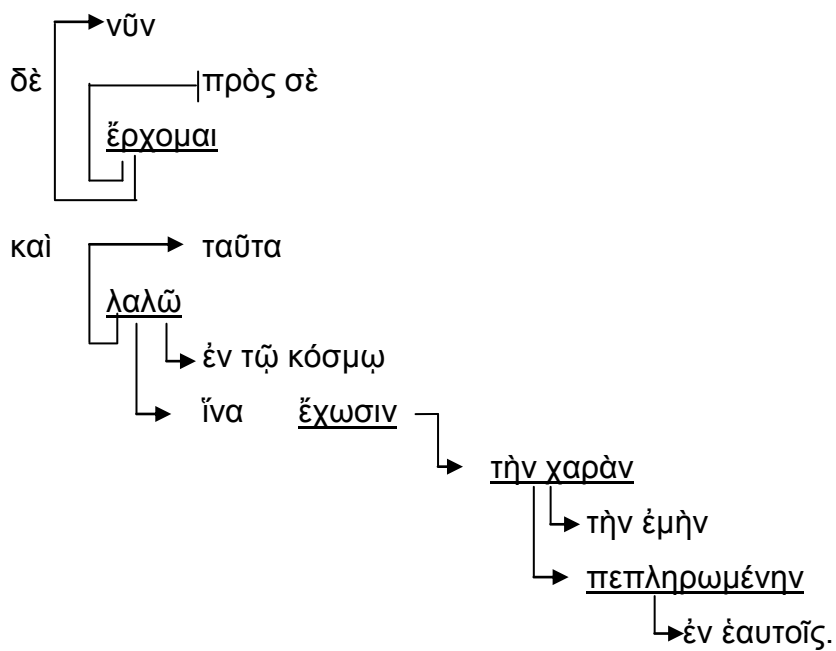 νῦν
δὲ
πρὸς σὲ
ἔρχομαι
καὶ ταῦτα
λαλῶ
ἐν τῷ κόσμῳ
ἵνα ἔχωσιν
τὴν χαρὰν
τὴν ἐμὴν
πεπληρωμένην
ἐν ἑαυτοῖς.